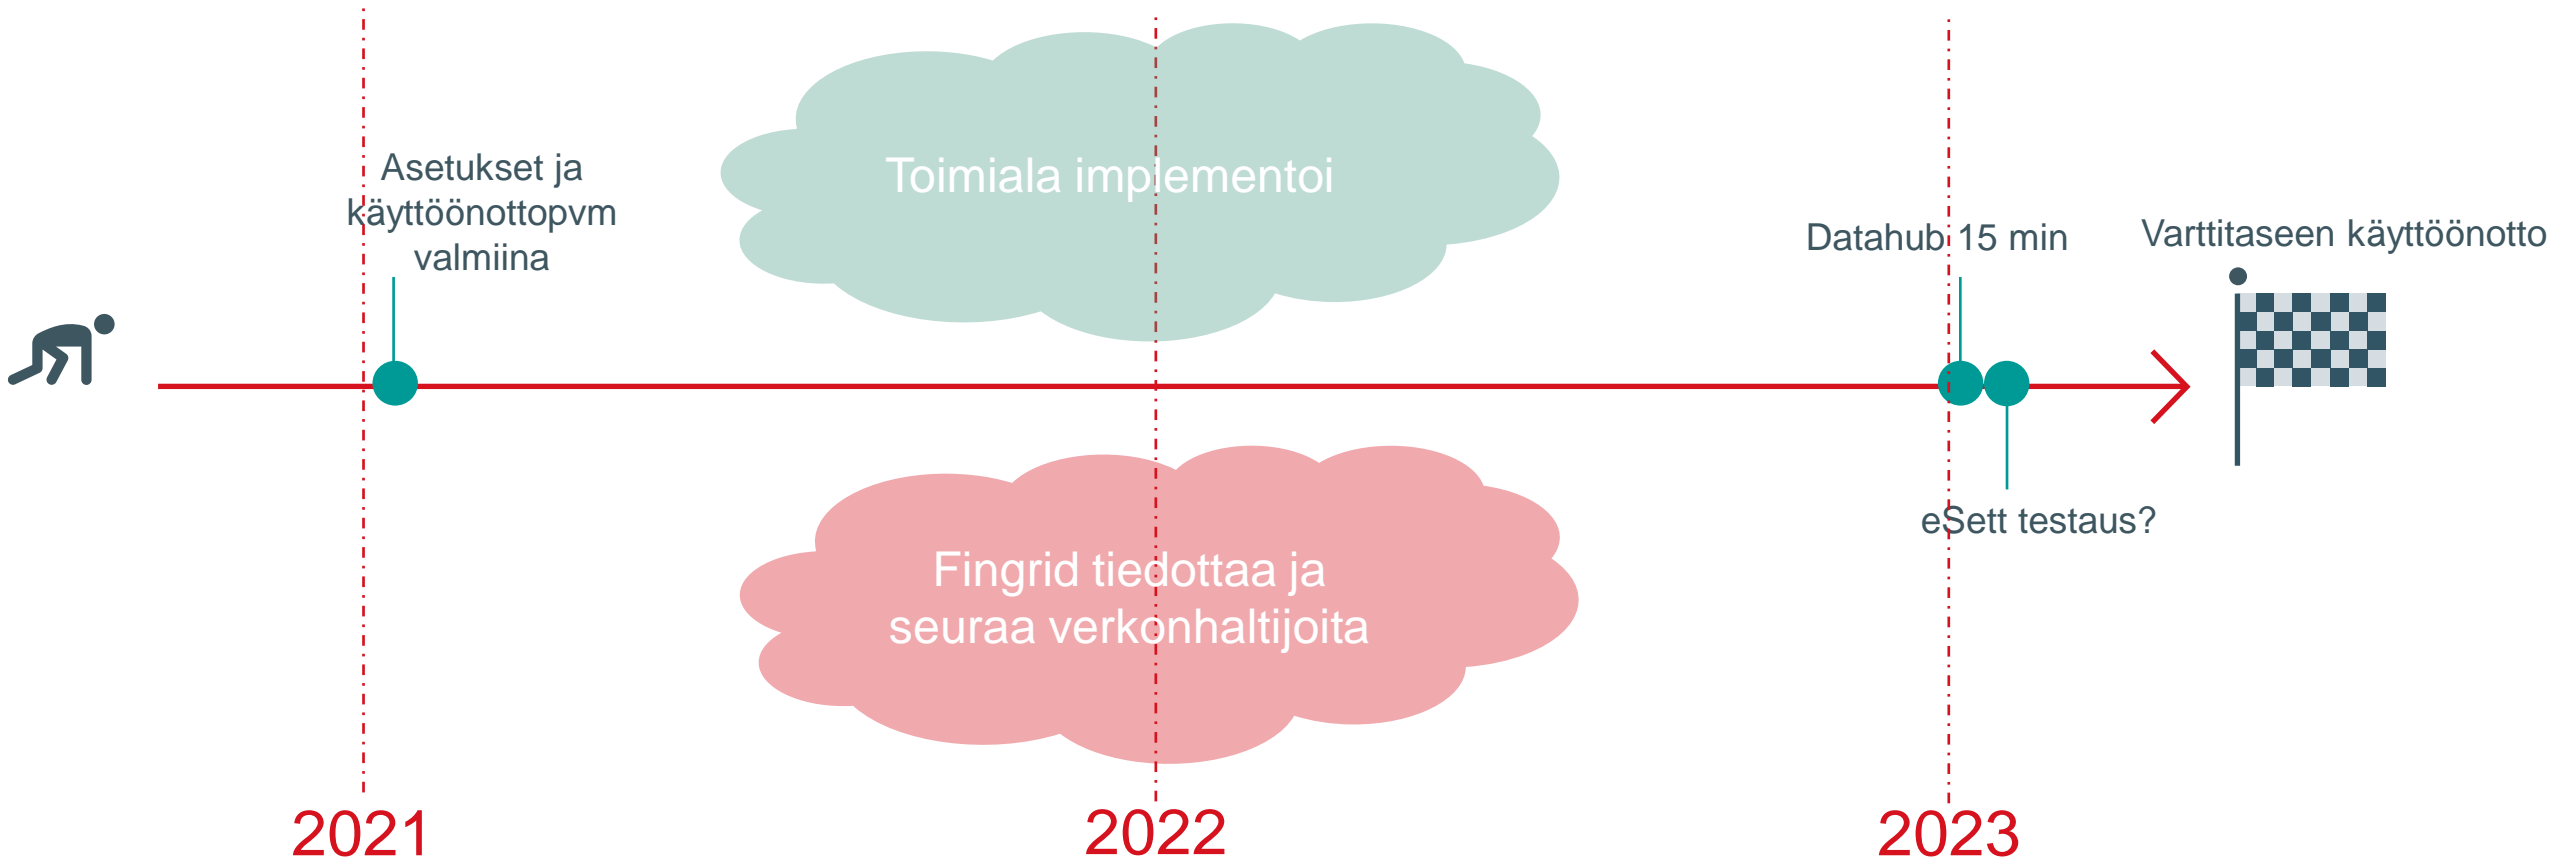 Asetukset ja
käyttöönottopvm
valmiina
Toimiala implementoi
Datahub 15 min
Varttitaseen käyttöönotto
Fingrid tiedottaa ja
seuraa verkonhaltijoita
eSett testaus?
2021
2022
2023